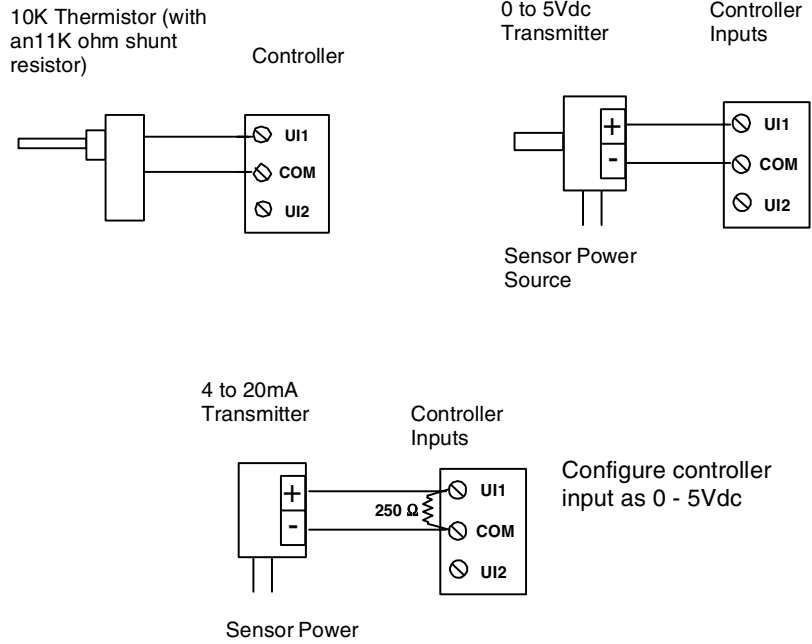 10K Thermistor (with
an11K ohm shunt
resistor)
Controller
UI1
COM
UI2
0 to 5Vdc
Transmitter
Controller
Inputs
+
-
UI1
COM
UI2
Sensor Power
Source
4 to 20mA
Transmitter
Controller
Inputs
+
-
250 Ω
UI1
COM
UI2
Configure controller
input as 0 - 5Vdc
Sensor Power